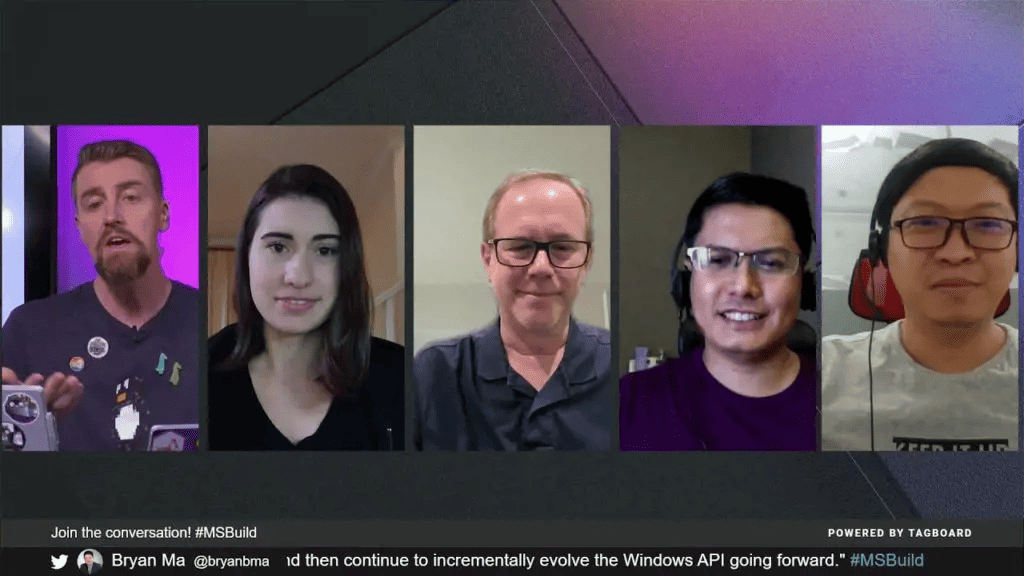 KEEP IT UP
Join the conversation! #MSBuild
POWERED BY TAGBOARD
Bryan Ma @bryanbma nd then continue to incrementally evolve the Windows API going forward." #MSBuild